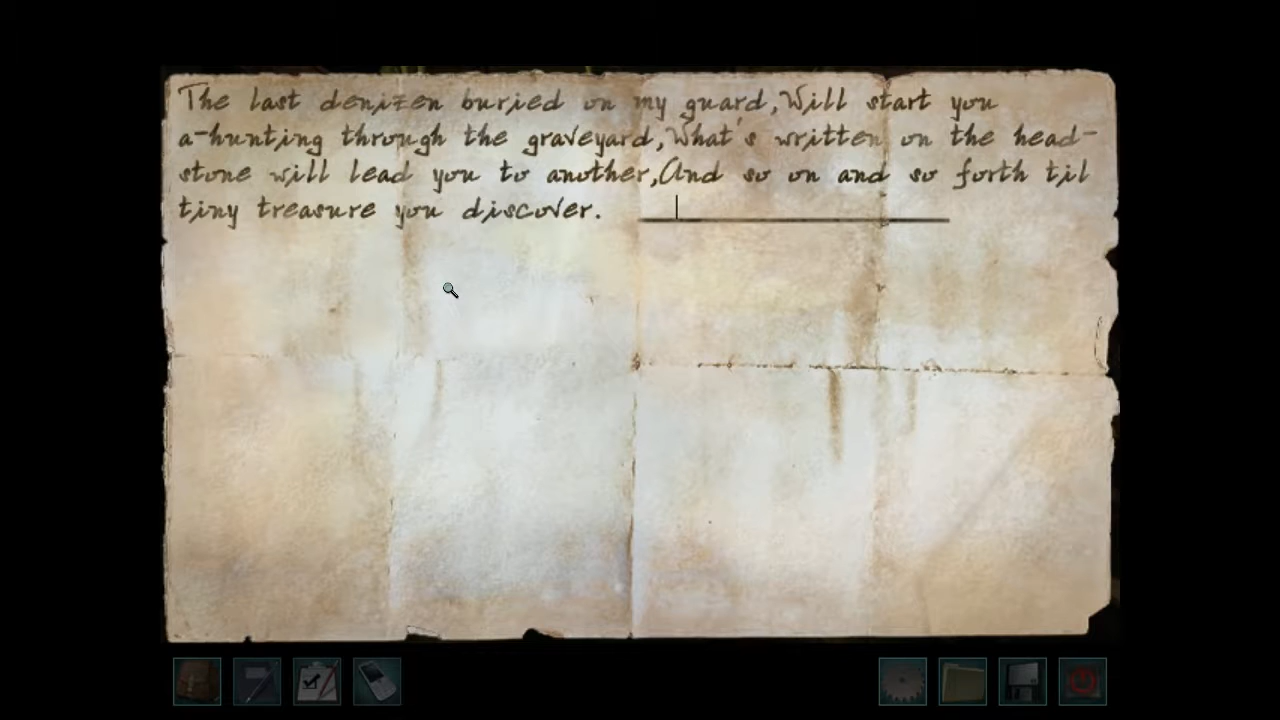 The last denizen buried on my guard,Will start you
a-hunting through the graveyard,What's written on the head-
stone will lead you to another,And so on and so forth til
tiny treasure you discover.